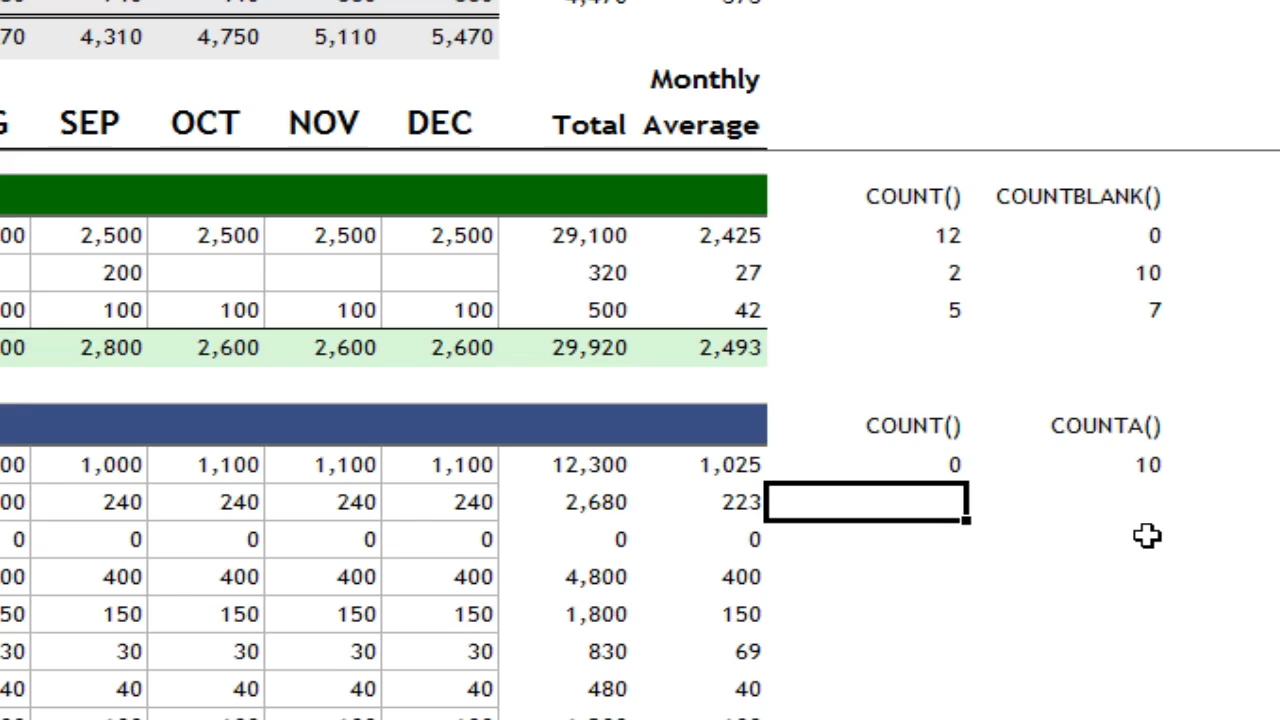 70 4,310 4,750 5,110 5,470
Monthly
SEP OCT NOV DEC Total Average
COUNT() COUNTBLANK()
00 2,500 2,500 2,500 2,500 29,100 2,425 12 0
200 320 27 2 10
00 100 100 100 100 500 42 5 7
00 2,800 2,600 2,600 2,600 29,920 2,493
COUNT() COUNTA()
00 1,000 1,100 1,100 1,100 12,300 1,025 0 10
00 240 240 240 240 2,680 223
0 0 0 0 0 0 0
00 400 400 400 400 4,800 400
50 150 150 150 150 1,800 150
30 30 30 30 30 830 69
40 40 40 40 40 480 40